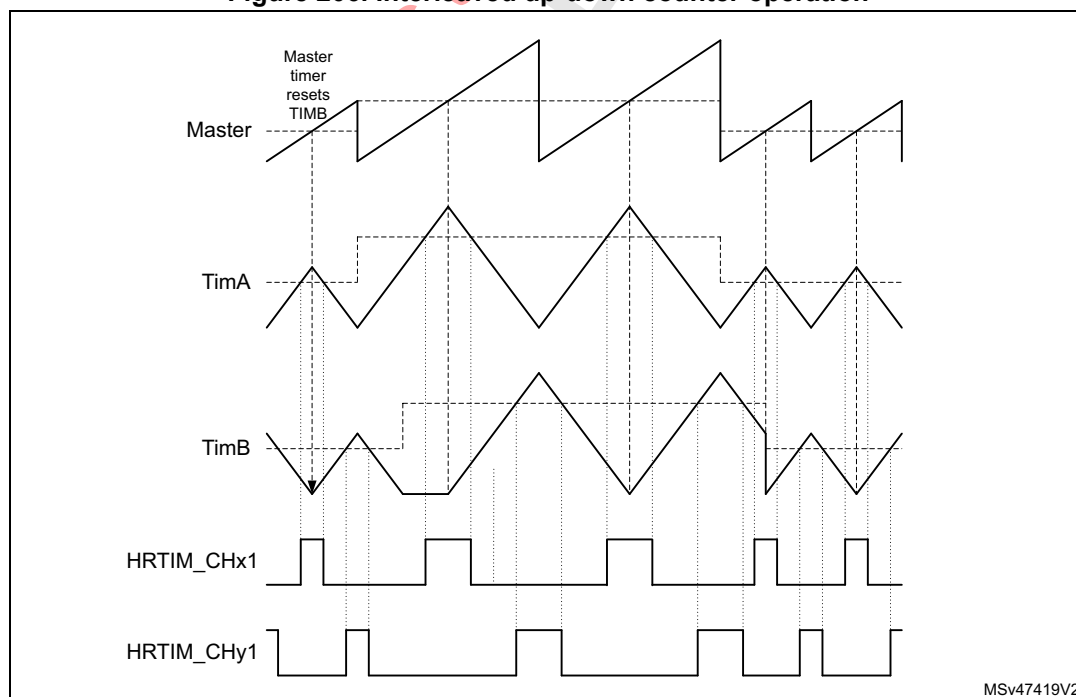 Master
timer
resets
TIMB
Master
TimA
TimB
HRTIM_CHx1
HRTIM_CHy1
MSv47419V2